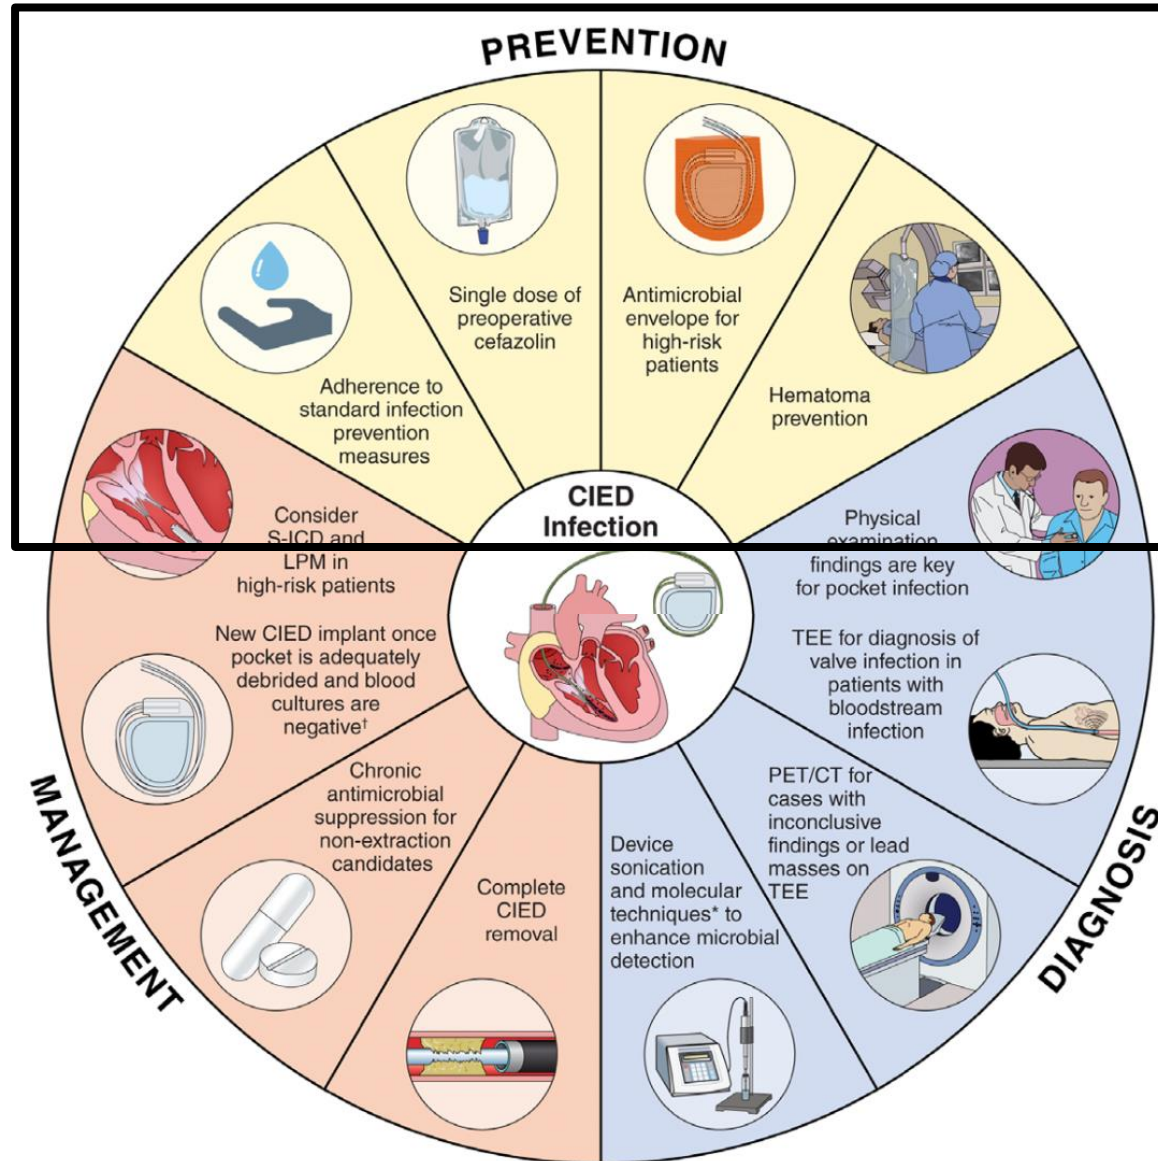 PREVENTION
Single dose of
preoperative
cefazolin
Antimicrobial
envelope for
high-risk
patients
Adherence to
standard infection
prevention
measures
Hematoma
prevention
CIED
Infection
Consider
S-ICD and
LPM in
high-risk patients
Physical
examination
findings are key
for pocket infection
New CIED implant once
pocket is adequately
debrided and blood
cultures are
negative†
TEE for diagnosis of
valve infection in
patients with
bloodstream
infection
Chronic
antimicrobial
suppression for
non-extraction
candidates
PET/CT for
cases with
inconclusive
findings or lead
masses on
TEE
Complete
CIED
removal
Device
sonication
and molecular
techniques* to
enhance microbial
detection
MANAGEMENT
DIAGNOSIS